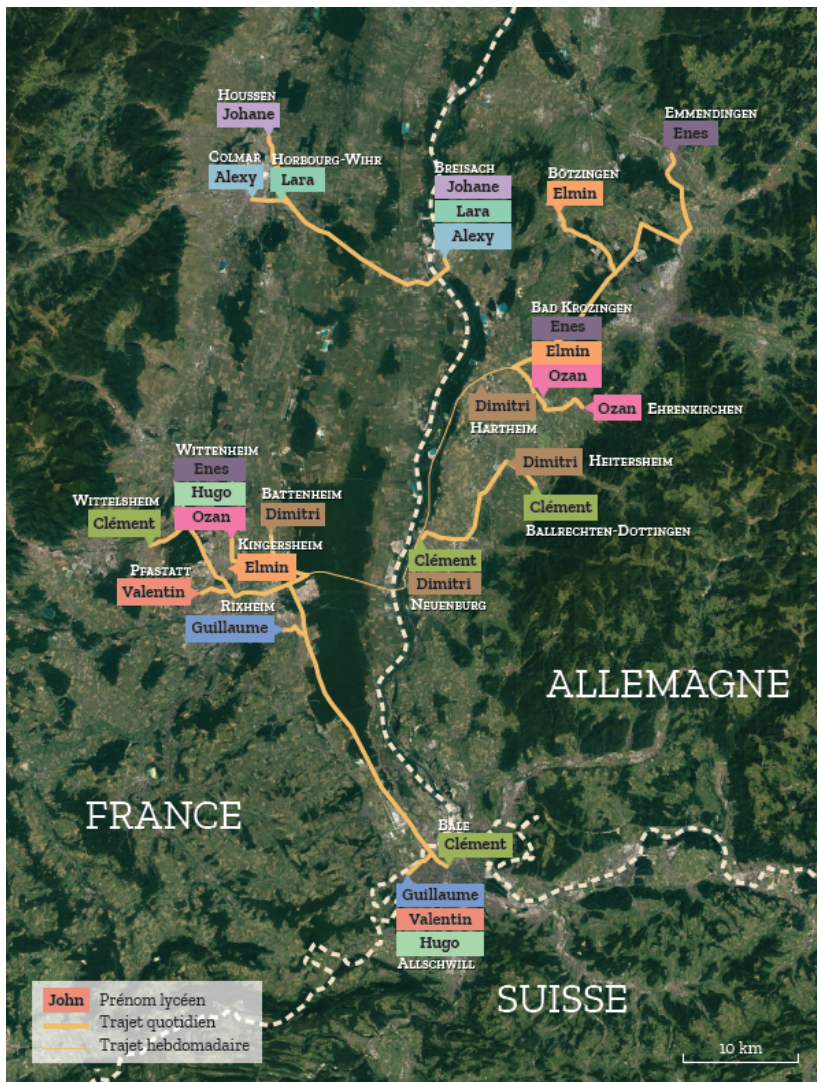 Houssen
Johane
Colmar
Alexy
Horbourg-Wihr
Lara
Breisach
Johane
Lara
Alexy
Bötzingen
Elmin
Emmendingen
Enes
Bad Krozingen
Enes
Elmin
Ozan
Dimitri
Hartheim
Ozan
Ehrenkirchen
Dimitri
Heitersheim
Clément
Ballrechten-Dottingen
Wittenheim
Enes
Hugo
Ozan
Wittelsheim
Clément
Battenheim
Dimitri
Kingersheim
Elmin
Pfastatt
Valentin
Rixheim
Guillaume
Clément
Dimitri
Neuenburg
ALLEMAGNE
FRANCE
Bâle
Clément
Guillaume
Valentin
Hugo
Allschwill
SUISSE
John Prénom lycéen
Trajet quotidien
Trajet hebdomadaire
10 km